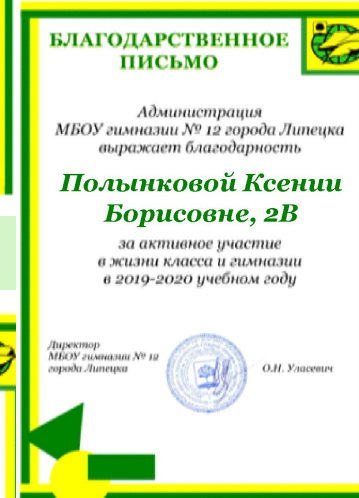 БЛАГОДАРСТВЕННОЕ
ПИСЬМО
Администрация
МБОУ гимназии № 12 города Липецка
выражает благодарность
Полынковой Ксении
Борисовне, 2В
за активное участие
в жизни класса и гимназии
в 2019-2020 учебном году
Директор
МБОУ гимназии № 12
города Липецка
О.Н. Уласевич